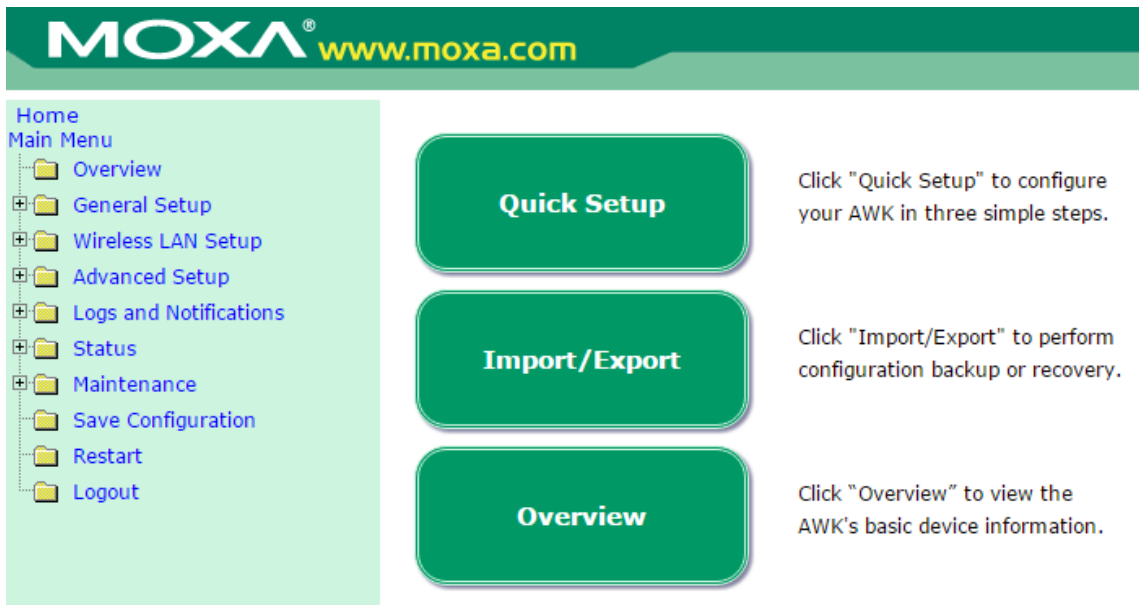 MOXA® www.moxa.com
Home
Main Menu
Overview
General Setup
Wireless LAN Setup
Advanced Setup
Logs and Notifications
Status
Maintenance
Save Configuration
Restart
Logout
Quick Setup
Click "Quick Setup" to configure
your AWK in three simple steps.
Import/Export
Click "Import/Export" to perform
configuration backup or recovery.
Overview
Click “Overview” to view the
AWK's basic device information.